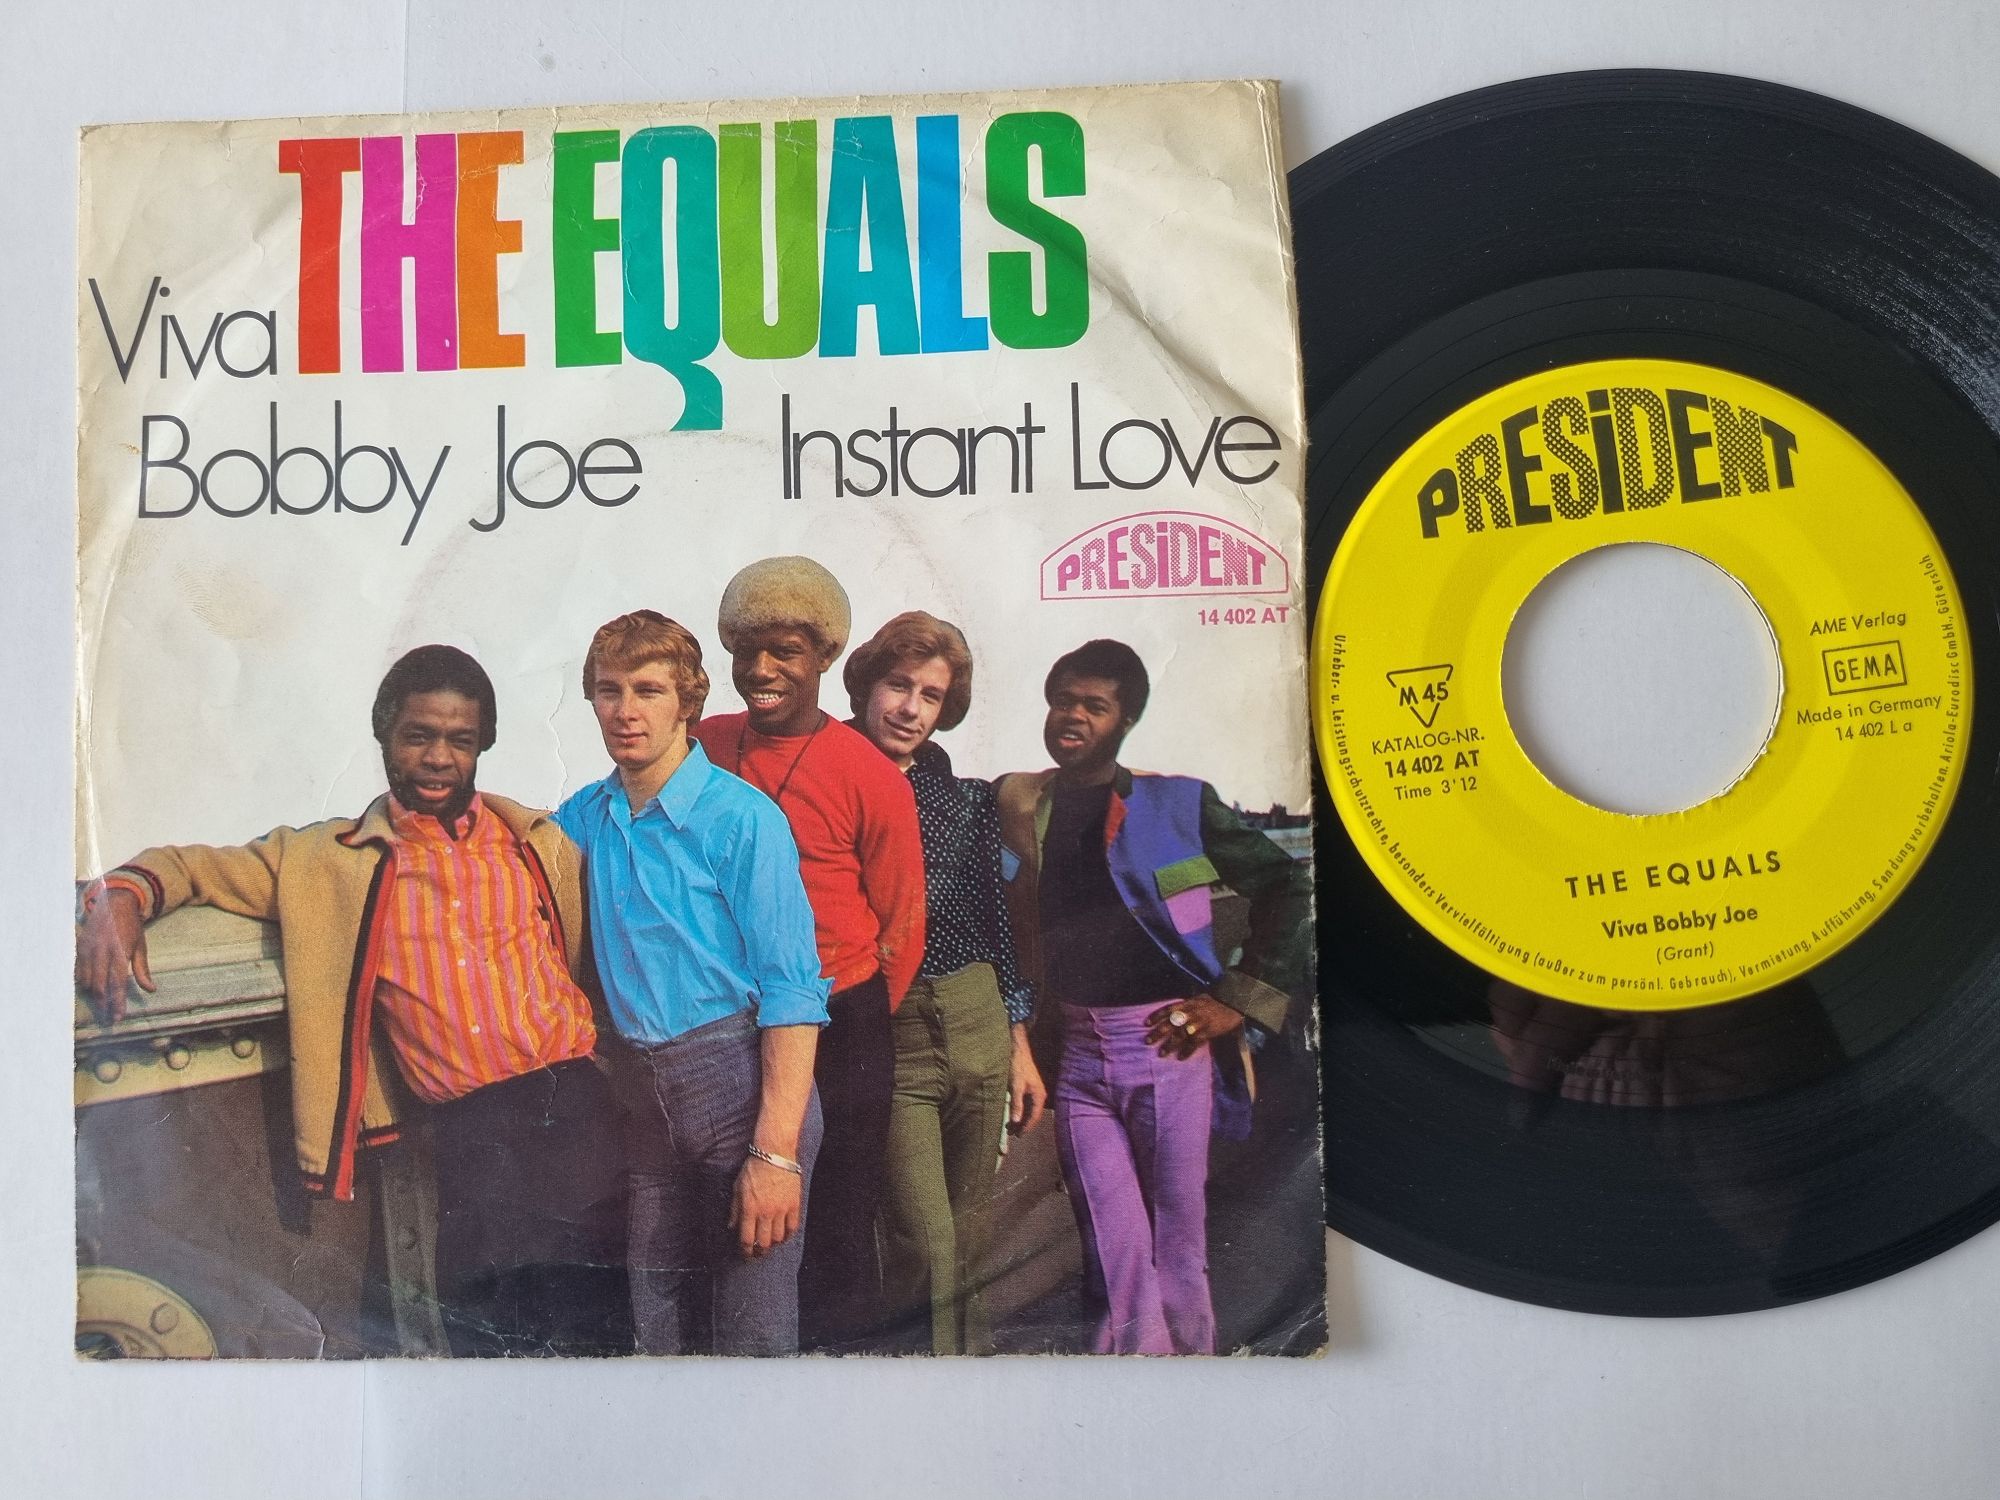 THE EQUALS
Viva
Bobby Joe
Instant Love
PRESiDENT
14 402 AT
PRESiDENT
M 45
KATALOG-NR.
14 402 AT
Time 3'12
AME Verlag
GEMA
Made in Germany
14 402 L a
THE EQUALS
Viva Bobby Joe
(Grant)
Urheber- u. Leistungsschutzrechte, besonders Vervielfältigung (außer zum persönl. Gebrauch), Vermietung, Aufführung, Sendung vorbehalten. Ariola-Eurodisc GmbH., Gütersloh